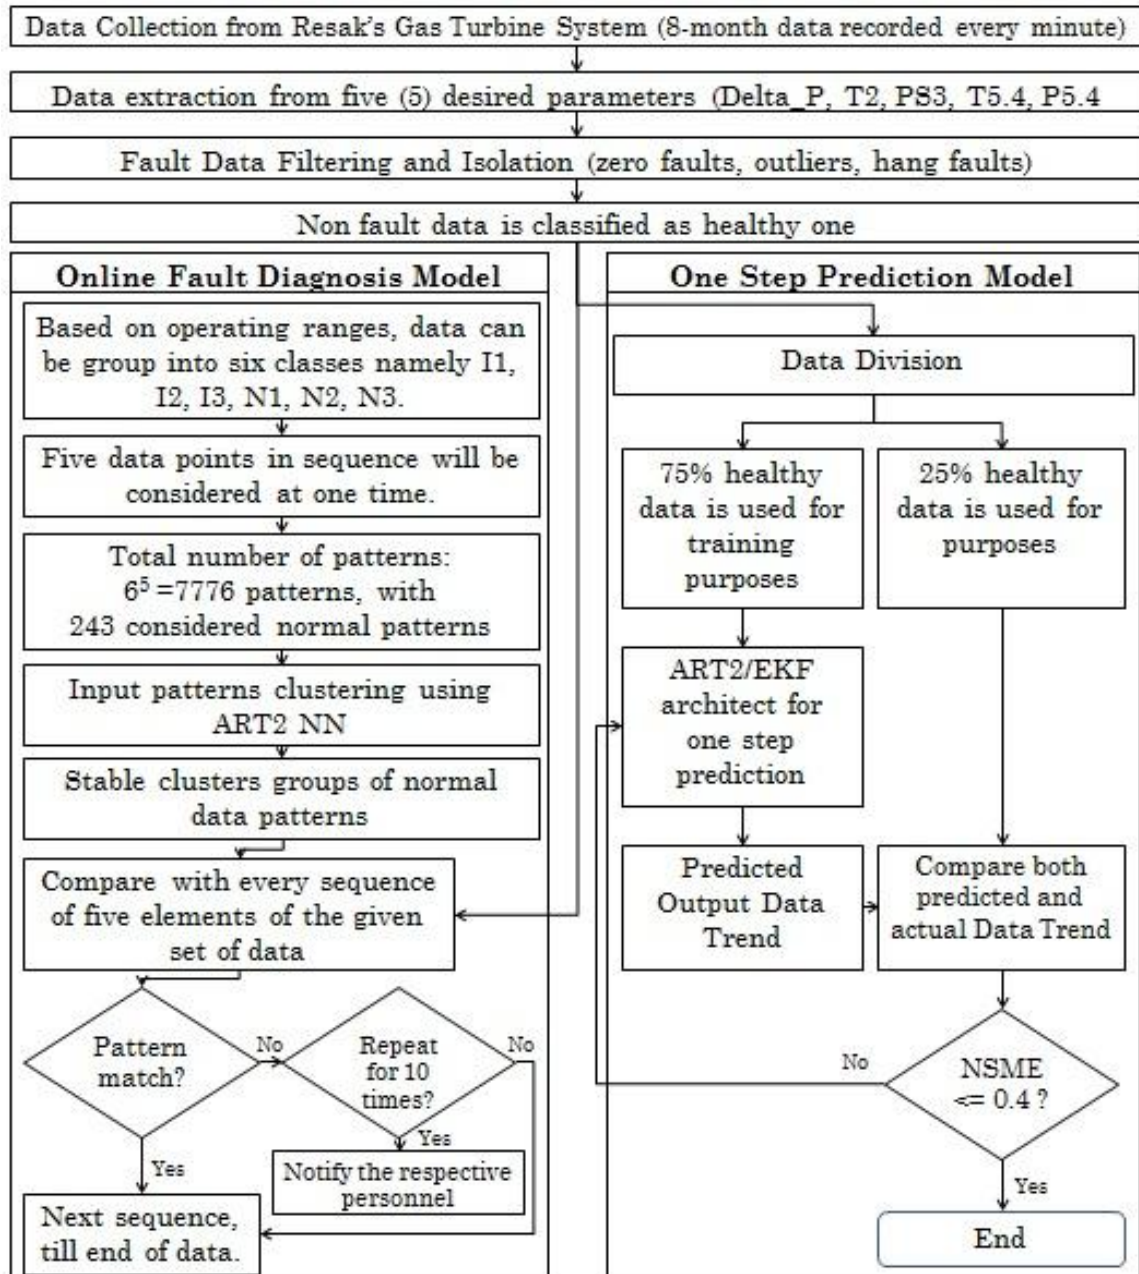 Data Collection from Resak's Gas Turbine System (8-month data recorded every minute)
Data extraction from five (5) desired parameters (Delta_P, T2, PS3, T5.4, P5.4
Fault Data Filtering and Isolation (zero faults, outliers, hang faults)
Non fault data is classified as healthy one
Online Fault Diagnosis Model
Based on operating ranges, data can
be group into six classes namely I1,
I2, I3, N1, N2, N3.
Five data points in sequence will be
considered at one time.
Total number of patterns:
6⁵ =7776 patterns, with
243 considered normal patterns
Input patterns clustering using
ART2 NN
Stable clusters groups of normal
data patterns
Compare with every sequence
of five elements of the given
set of data
Pattern
match?
No
Repeat
for 10
times?
No
Yes
Yes
Notify the respective
personnel
Next sequence,
till end of data.
One Step Prediction Model
Data Division
75% healthy
data is used for
training
purposes
25% healthy
data is used for
purposes
ART2/EKF
architect for
one step
prediction
Predicted
Output Data
Trend
Compare both
predicted and
actual Data Trend
No
NSME
<= 0.4 ?
Yes
End